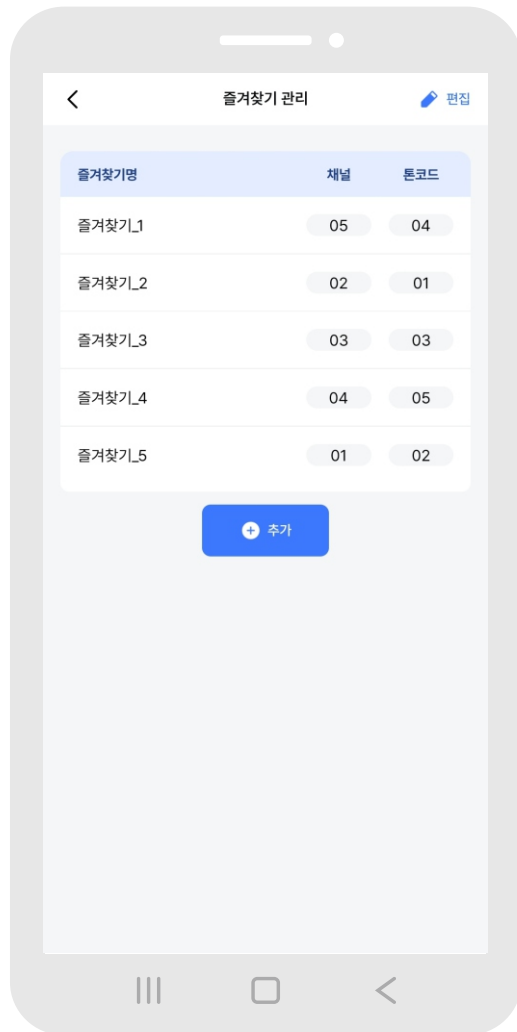 즐겨찾기 관리 편집
즐겨찾기명 채널 톤코드
즐겨찾기_1 05 04
즐겨찾기_2 02 01
즐겨찾기_3 03 03
즐겨찾기_4 04 05
즐겨찾기_5 01 02
추가